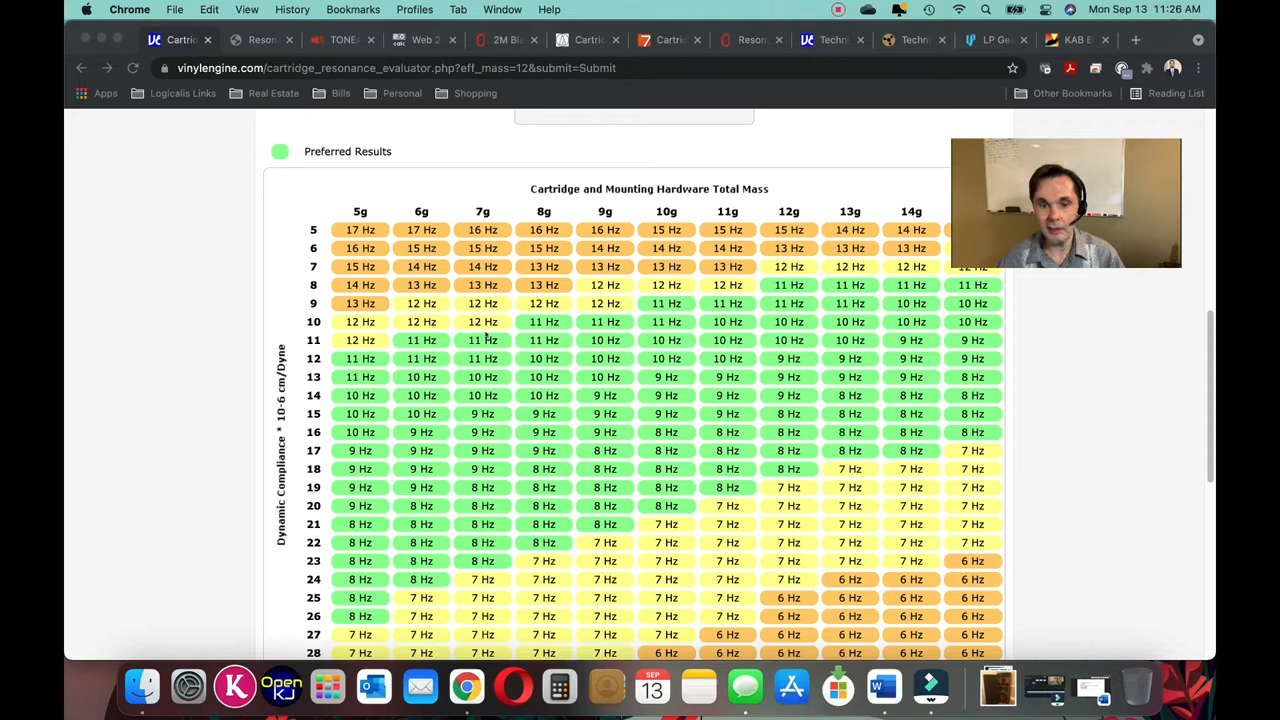 Chrome File Edit View History Bookmarks Profiles Tab Window Help Mon Sep 13 11:26 AM
Cartric Reson TONEA Web 2 2M Bla Cartric Cartric Reson Techni Techn LP Gea KAB El
vinylengine.com/cartridge_resonance_evaluator.php?eff_mass=12&submit=Submit
Apps Logicalis Links Real Estate Bills Personal Shopping Other Bookmarks Reading List
Preferred Results
Cartridge and Mounting Hardware Total Mass
5g 6g 7g 8g 9g 10g 11g 12g 13g 14g
Dynamic Compliance * 10-6 cm/Dyne
5 17 Hz 17 Hz 16 Hz 16 Hz 16 Hz 15 Hz 15 Hz 15 Hz 14 Hz 14 Hz
6 16 Hz 15 Hz 15 Hz 15 Hz 14 Hz 14 Hz 14 Hz 13 Hz 13 Hz 13 Hz
7 15 Hz 14 Hz 14 Hz 13 Hz 13 Hz 13 Hz 13 Hz 12 Hz 12 Hz 12 Hz 12 Hz
8 14 Hz 13 Hz 13 Hz 13 Hz 12 Hz 12 Hz 12 Hz 11 Hz 11 Hz 11 Hz 11 Hz
9 13 Hz 12 Hz 12 Hz 12 Hz 12 Hz 11 Hz 11 Hz 11 Hz 11 Hz 10 Hz 10 Hz
10 12 Hz 12 Hz 12 Hz 11 Hz 11 Hz 11 Hz 10 Hz 10 Hz 10 Hz 10 Hz 10 Hz
11 12 Hz 11 Hz 11 Hz 11 Hz 10 Hz 10 Hz 10 Hz 10 Hz 10 Hz 9 Hz 9 Hz
12 11 Hz 11 Hz 11 Hz 10 Hz 10 Hz 10 Hz 10 Hz 9 Hz 9 Hz 9 Hz 9 Hz
13 11 Hz 10 Hz 10 Hz 10 Hz 10 Hz 9 Hz 9 Hz 9 Hz 9 Hz 9 Hz 8 Hz
14 10 Hz 10 Hz 10 Hz 10 Hz 9 Hz 9 Hz 9 Hz 9 Hz 8 Hz 8 Hz 8 Hz
15 10 Hz 10 Hz 9 Hz 9 Hz 9 Hz 9 Hz 9 Hz 8 Hz 8 Hz 8 Hz 8 Hz
16 10 Hz 9 Hz 9 Hz 9 Hz 9 Hz 8 Hz 8 Hz 8 Hz 8 Hz 8 Hz 8 Hz
17 9 Hz 9 Hz 9 Hz 9 Hz 8 Hz 8 Hz 8 Hz 8 Hz 8 Hz 8 Hz 7 Hz
18 9 Hz 9 Hz 9 Hz 8 Hz 8 Hz 8 Hz 8 Hz 8 Hz 7 Hz 7 Hz 7 Hz
19 9 Hz 9 Hz 8 Hz 8 Hz 8 Hz 8 Hz 8 Hz 7 Hz 7 Hz 7 Hz 7 Hz
20 9 Hz 8 Hz 8 Hz 8 Hz 8 Hz 8 Hz 7 Hz 7 Hz 7 Hz 7 Hz 7 Hz
21 8 Hz 8 Hz 8 Hz 8 Hz 8 Hz 7 Hz 7 Hz 7 Hz 7 Hz 7 Hz 7 Hz
22 8 Hz 8 Hz 8 Hz 8 Hz 7 Hz 7 Hz 7 Hz 7 Hz 7 Hz 7 Hz 7 Hz
23 8 Hz 8 Hz 8 Hz 7 Hz 7 Hz 7 Hz 7 Hz 7 Hz 7 Hz 7 Hz 6 Hz
24 8 Hz 8 Hz 7 Hz 7 Hz 7 Hz 7 Hz 7 Hz 7 Hz 6 Hz 6 Hz 6 Hz
25 8 Hz 7 Hz 7 Hz 7 Hz 7 Hz 7 Hz 7 Hz 6 Hz 6 Hz 6 Hz 6 Hz
26 8 Hz 7 Hz 7 Hz 7 Hz 7 Hz 7 Hz 7 Hz 6 Hz 6 Hz 6 Hz 6 Hz
27 7 Hz 7 Hz 7 Hz 7 Hz 7 Hz 7 Hz 6 Hz 6 Hz 6 Hz 6 Hz 6 Hz
28 7 Hz 7 Hz 7 Hz 7 Hz 7 Hz 6 Hz 6 Hz 6 Hz 6 Hz 6 Hz 6 Hz
K Open KJ SEP 13 W